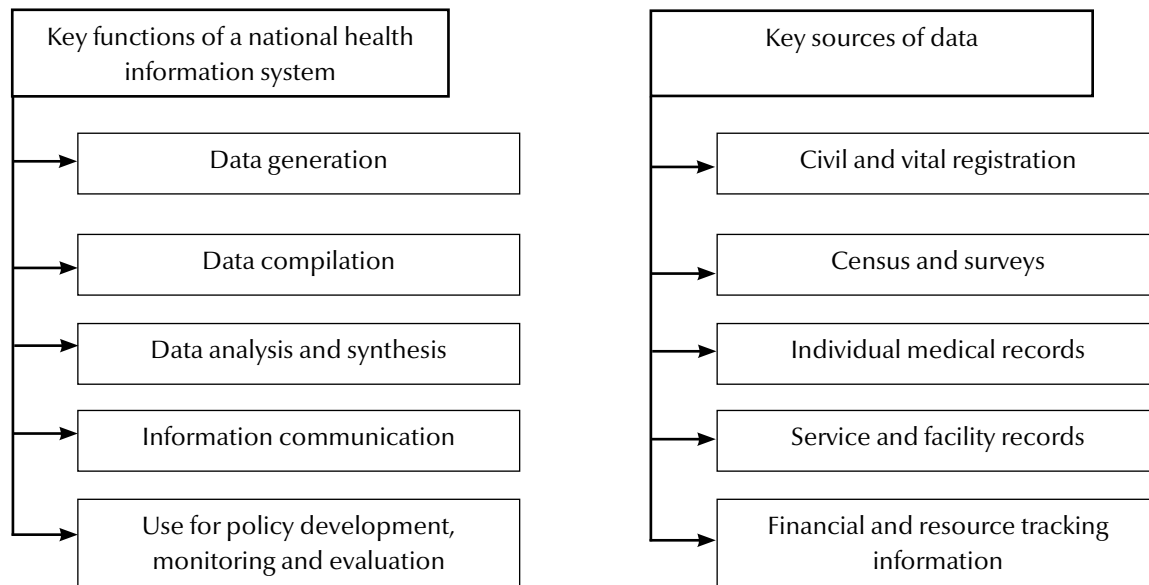 Key functions of a national health
information system
Data generation
Data compilation
Data analysis and synthesis
Information communication
Use for policy development,
monitoring and evaluation
Key sources of data
Civil and vital registration
Census and surveys
Individual medical records
Service and facility records
Financial and resource tracking
information